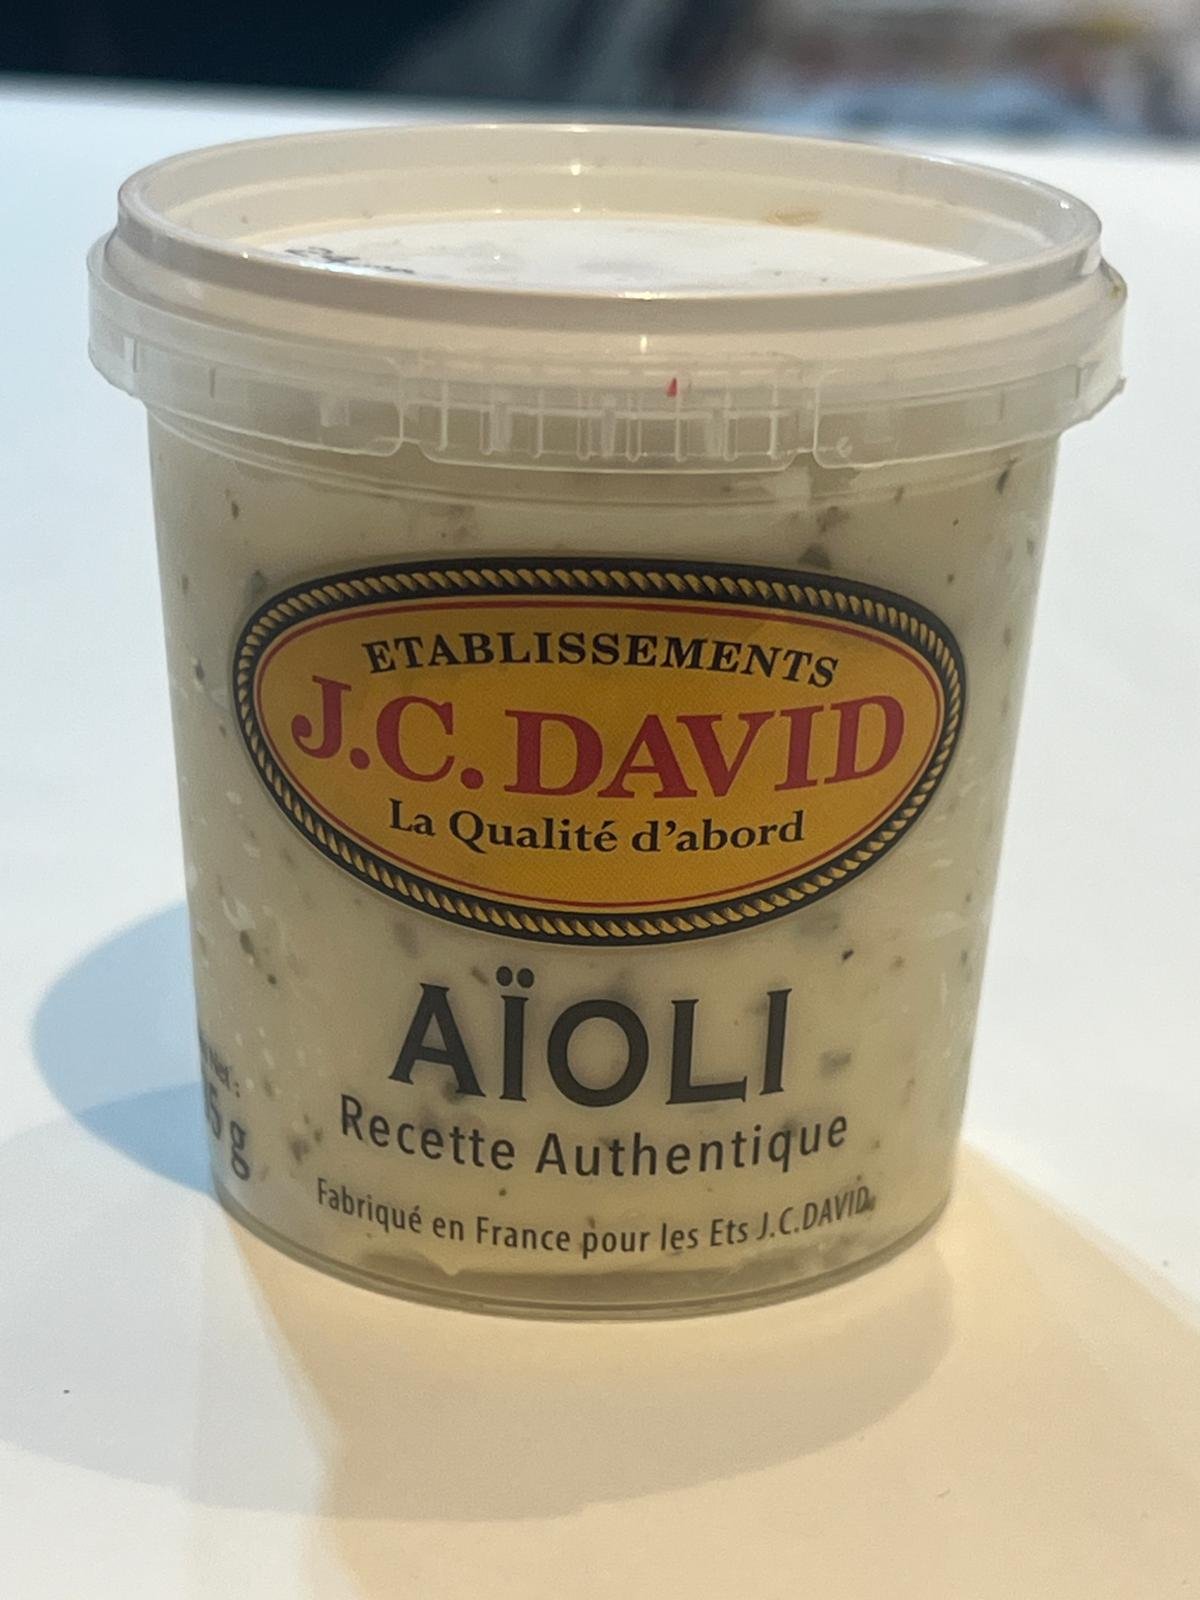 ETABLISSEMENTS
J.C. DAVID
La Qualité d'abord
AÏOLI
Recette Authentique
Fabriqué en France pour les Ets J.C.DAVID